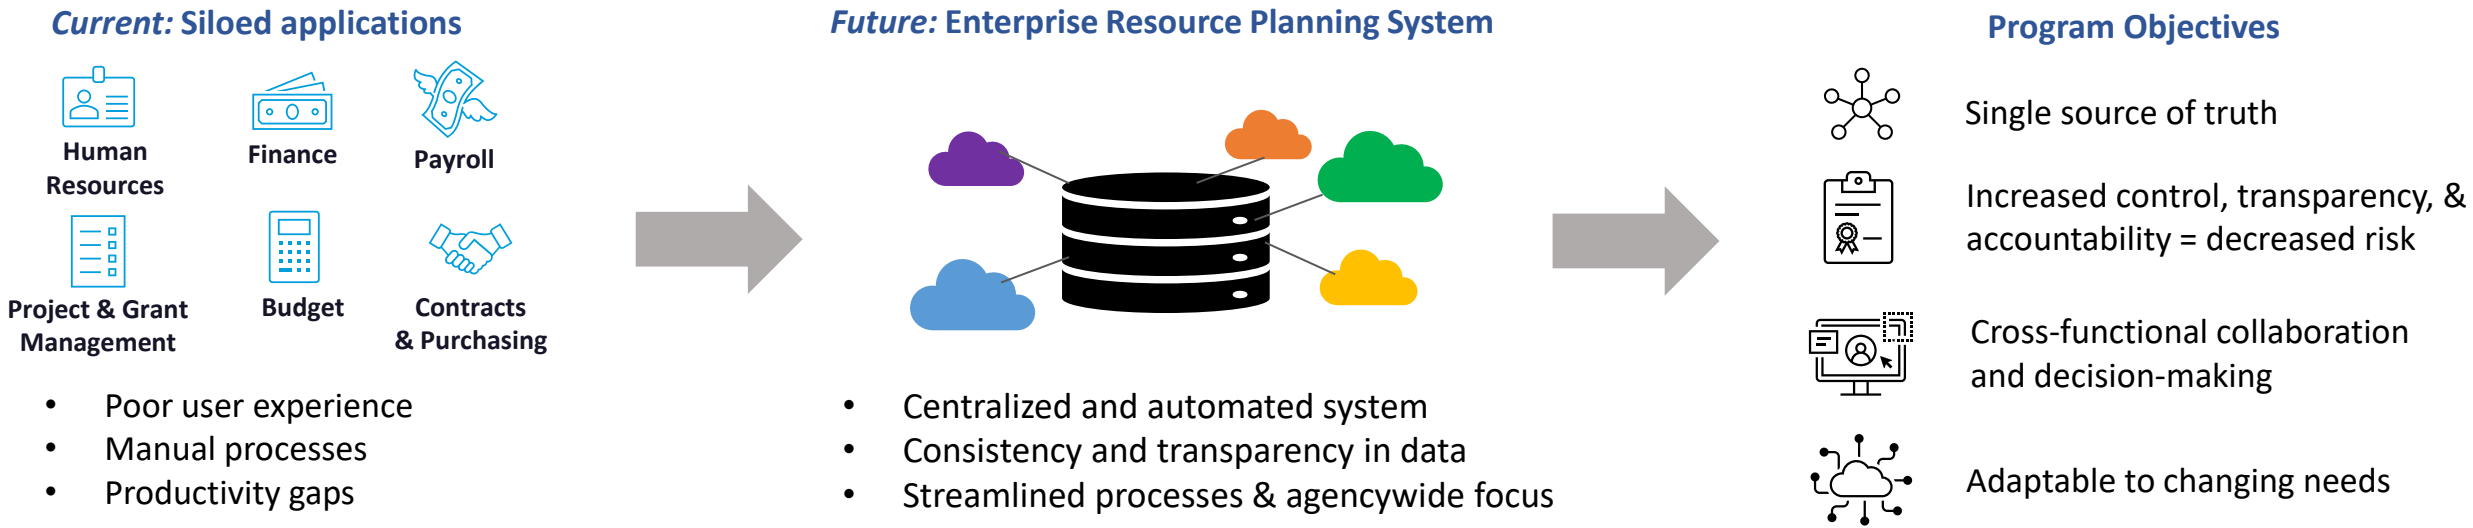 Current: Siloed applications
Human
Resources
Finance
Payroll
Project & Grant
Management
Budget
Contracts
& Purchasing
• Poor user experience
• Manual processes
• Productivity gaps
Future: Enterprise Resource Planning System
• Centralized and automated system
• Consistency and transparency in data
• Streamlined processes & agencywide focus
Program Objectives
Single source of truth
Increased control, transparency, &
accountability = decreased risk
Cross-functional collaboration
and decision-making
Adaptable to changing needs